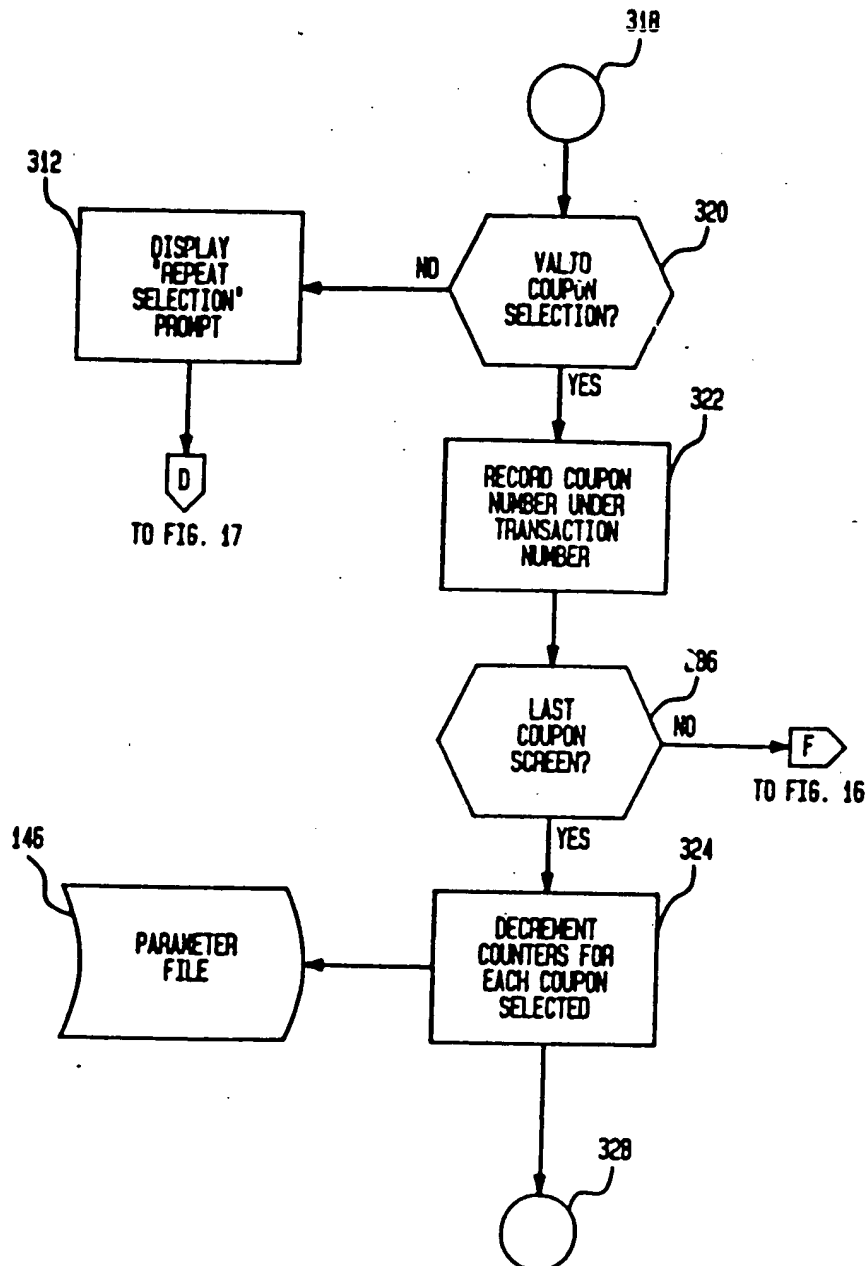 318
312
320
DISPLAY
"REPEAT
SELECTION"
PROMPT
NO
VALID
COUPON
SELECTION?
YES
322
D
TO FIG. 17
RECORD COUPON
NUMBER UNDER
TRANSACTION
NUMBER
286
LAST
COUPON
SCREEN?
NO
F
TO FIG. 16
YES
146
324
PARAMETER
FILE
DECREMENT
COUNTERS FOR
EACH COUPON
SELECTED
328